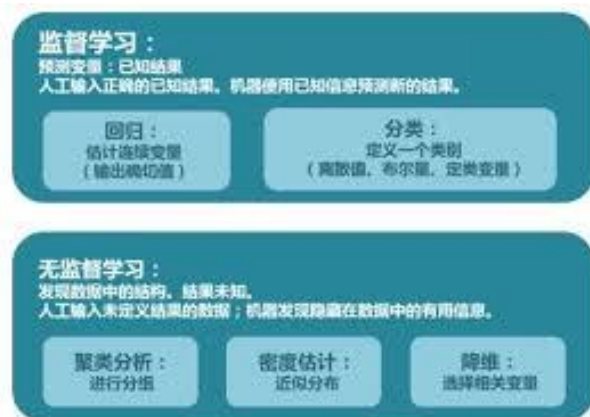 监督学习：
预测变量：已知结果
人工输入正确的已知结果。机器使用已知信息预测新的结果。
回归：
估计连续变量
（输出确切值）
分类：
定义一个类别
（离散值、布尔量、定类变量）
无监督学习：
发现数据中的结构。结果未知。
人工输入未定义结果的数据；机器发现隐藏在数据中的有用信息。
聚类分析：
进行分组
密度估计：
近似分布
降维：
选择相关变量